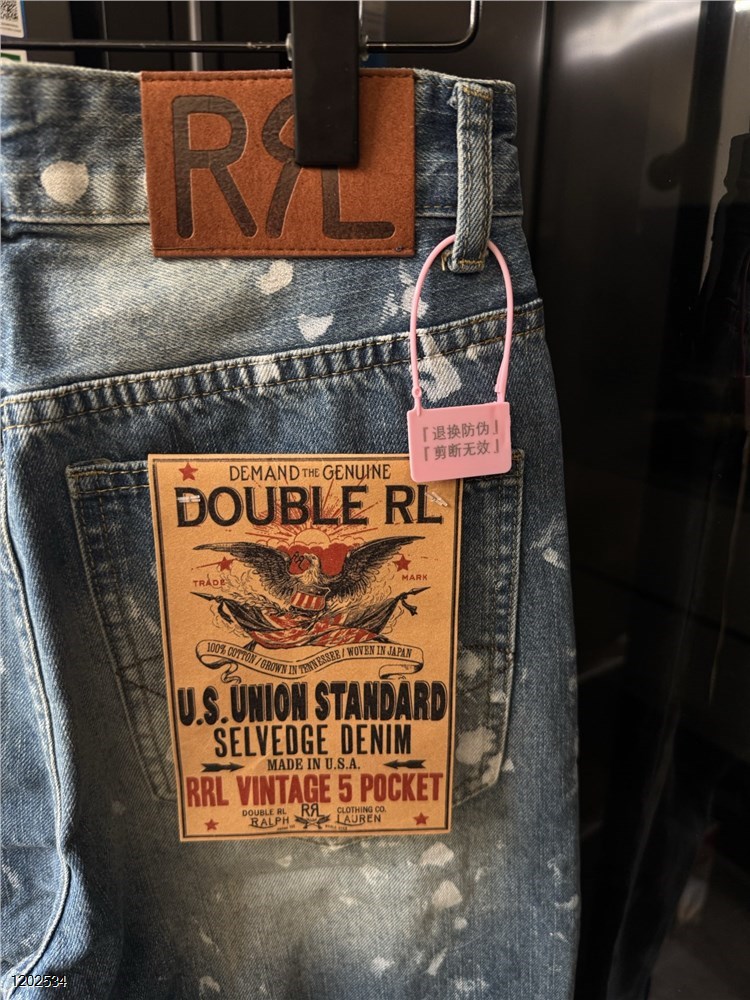 RRL
『退换防伪』
『剪断无效』
DEMAND THE GENUINE
DOUBLE RL
TRADE MARK
100% COTTON / GROWN IN TENNESSEE / WOVEN IN JAPAN
U.S. UNION STANDARD
SELVEDGE DENIM
MADE IN U.S.A.
RRL VINTAGE 5 POCKET
DOUBLE RL RRL CLOTHING CO.
RALPH LAUREN
1202534